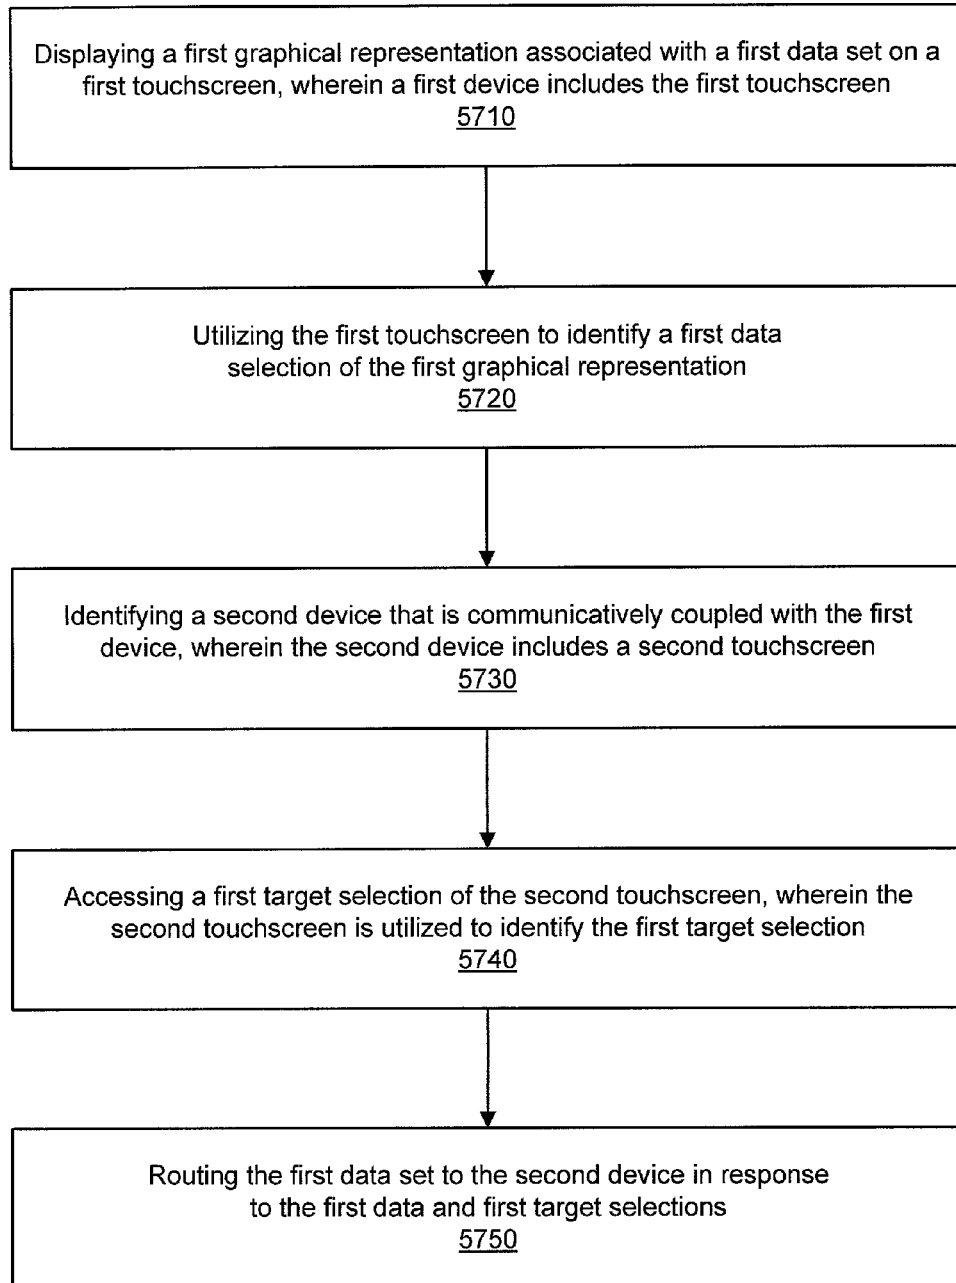 Displaying a first graphical representation associated with a first data set on a
first touchscreen, wherein a first device includes the first touchscreen
5710
Utilizing the first touchscreen to identify a first data
selection of the first graphical representation
5720
Identifying a second device that is communicatively coupled with the first
device, wherein the second device includes a second touchscreen
5730
Accessing a first target selection of the second touchscreen, wherein the
second touchscreen is utilized to identify the first target selection
5740
Routing the first data set to the second device in response
to the first data and first target selections
5750